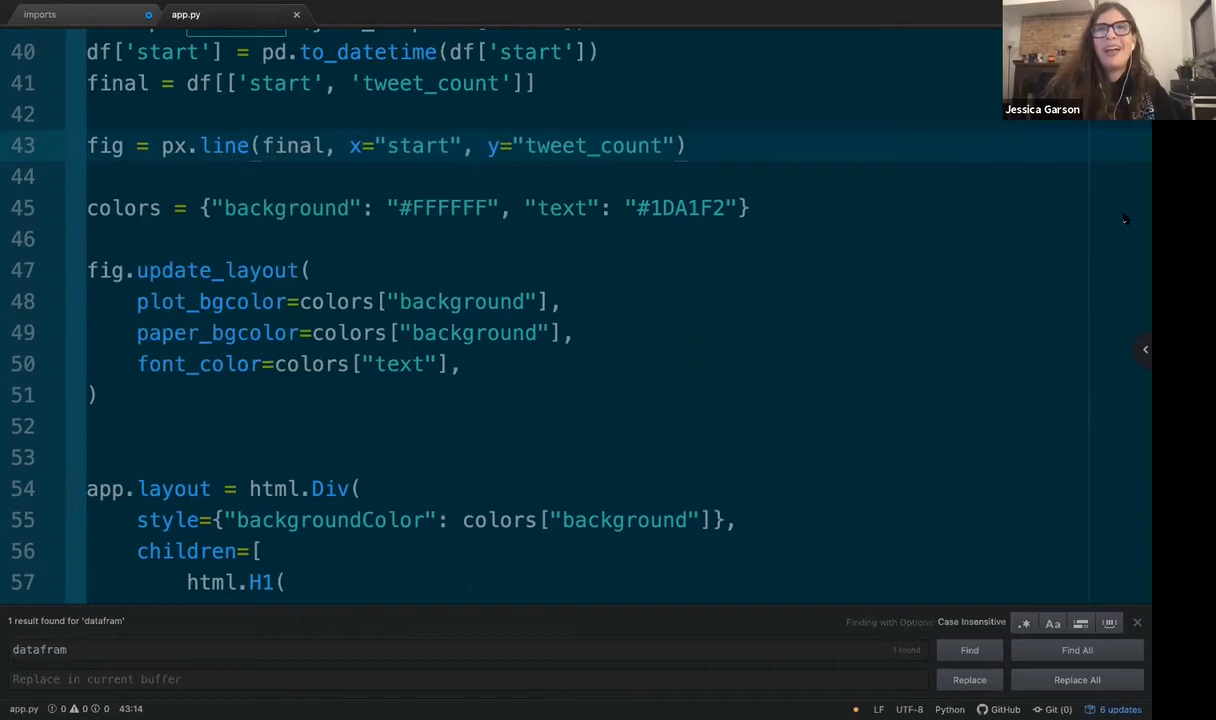 imports
app.py
40 df['start'] = pd.to_datetime(df['start'])
41 final = df[['start', 'tweet_count']]
42
43 fig = px.line(final, x="start", y="tweet_count")
44
45 colors = {"background": "#FFFFFF", "text": "#1DA1F2"}
46
47 fig.update_layout(
48 plot_bgcolor=colors["background"],
49 paper_bgcolor=colors["background"],
50 font_color=colors["text"],
51 )
52
53
54 app.layout = html.Div(
55 style={"backgroundColor": colors["background"]},
56 children=[
57 html.H1(
Jessica Garson
1 result found for 'datafram'
Finding with Options: Case Insensitive
.* Aa
datafram
1 found
Find
Find All
Replace in current buffer
Replace
Replace All
app.py 0 0 0 43:14
LF UTF-8 Python GitHub Git (0) 6 updates